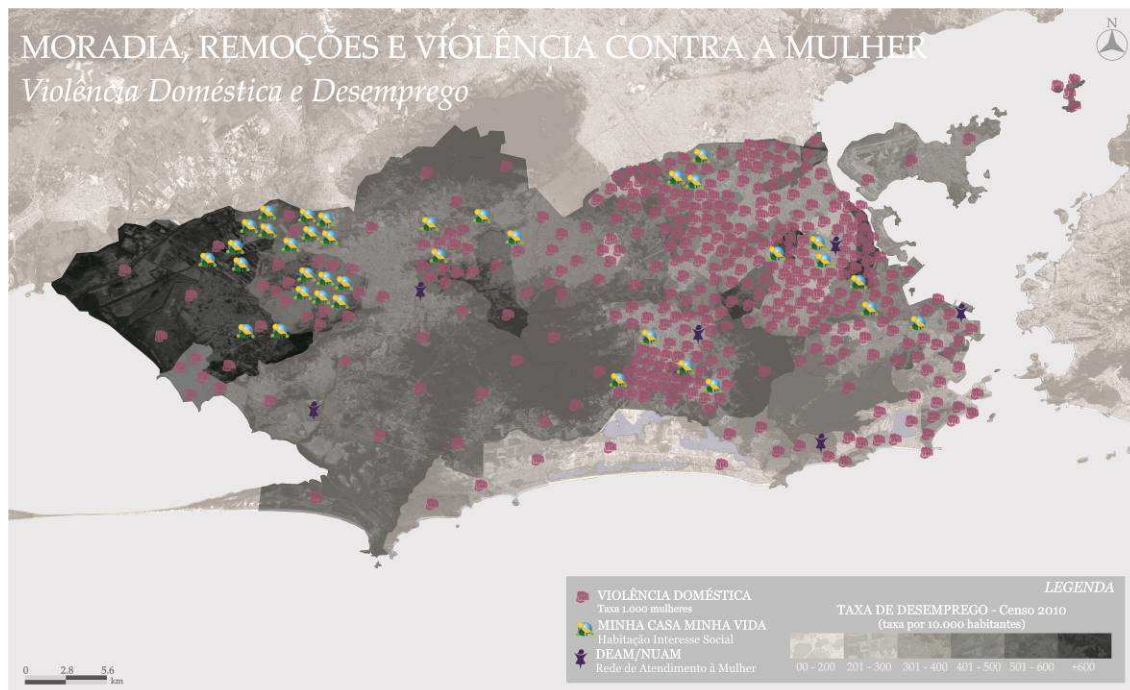 MORADIA, REMOÇÕES E VIOLÊNCIA CONTRA A MULHER
Violência Doméstica e Desemprego
N
LEGENDA
VIOLÊNCIA DOMÉSTICA
Taxa 1.000 mulheres
MINHA CASA MINHA VIDA
Habitação Interesse Social
DEAM/NUAM
Rede de Atendimento à Mulher
TAXA DE DESEMPREGO - Censo 2010
(taxa por 10.000 habitantes)
00 - 200 201 - 300 301 - 400 401 - 500 501 - 600 +600
0 2.8 5.6
km